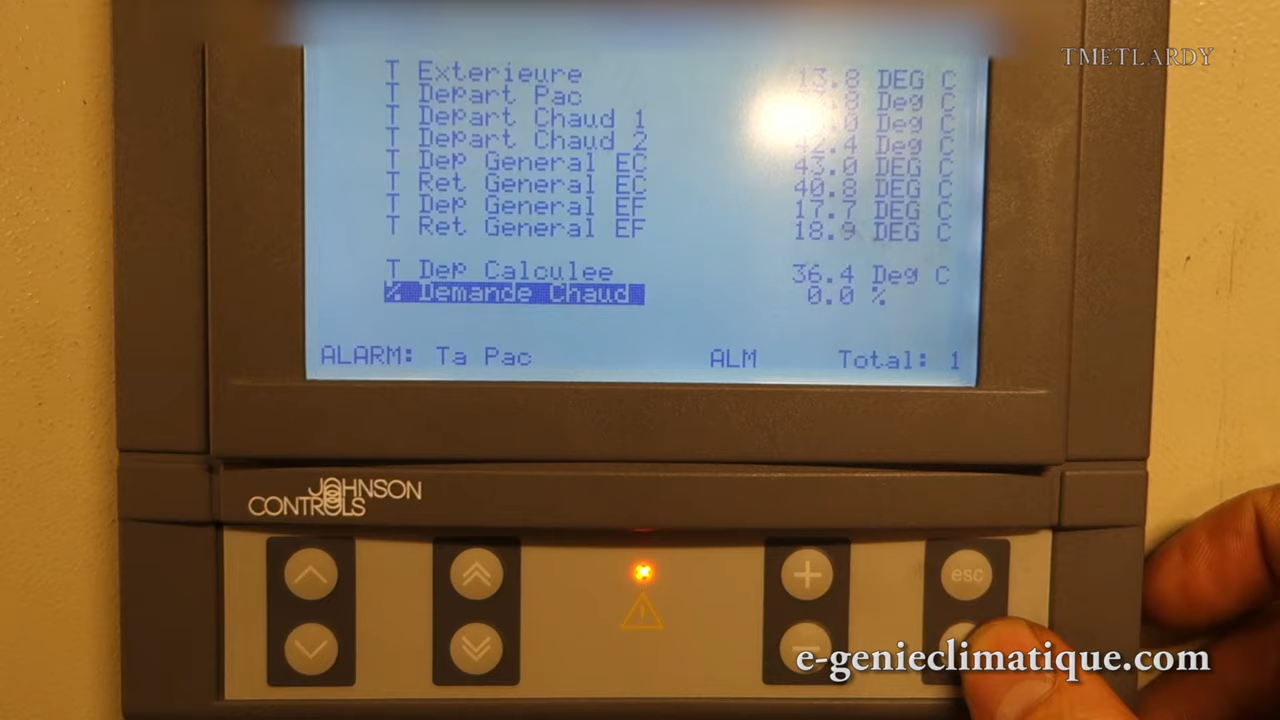 TMETLARDY
T Exterieure 13.8 DEG C
T Depart Pac Deg C
T Depart Chaud 1 Deg C
T Depart Chaud 2 42.4 Deg C
T Dep General EC 43.0 DEG C
T Ret General EC 40.8 DEG C
T Dep General EF 17.7 DEG C
T Ret General EF 18.9 DEG C
T Dep Calculee 36.4 Deg C
% Demande Chaud 0.0 %
ALARM: Ta Pac ALM Total: 1
JOHNSON
CONTROLS
esc
e-genieclimatique.com